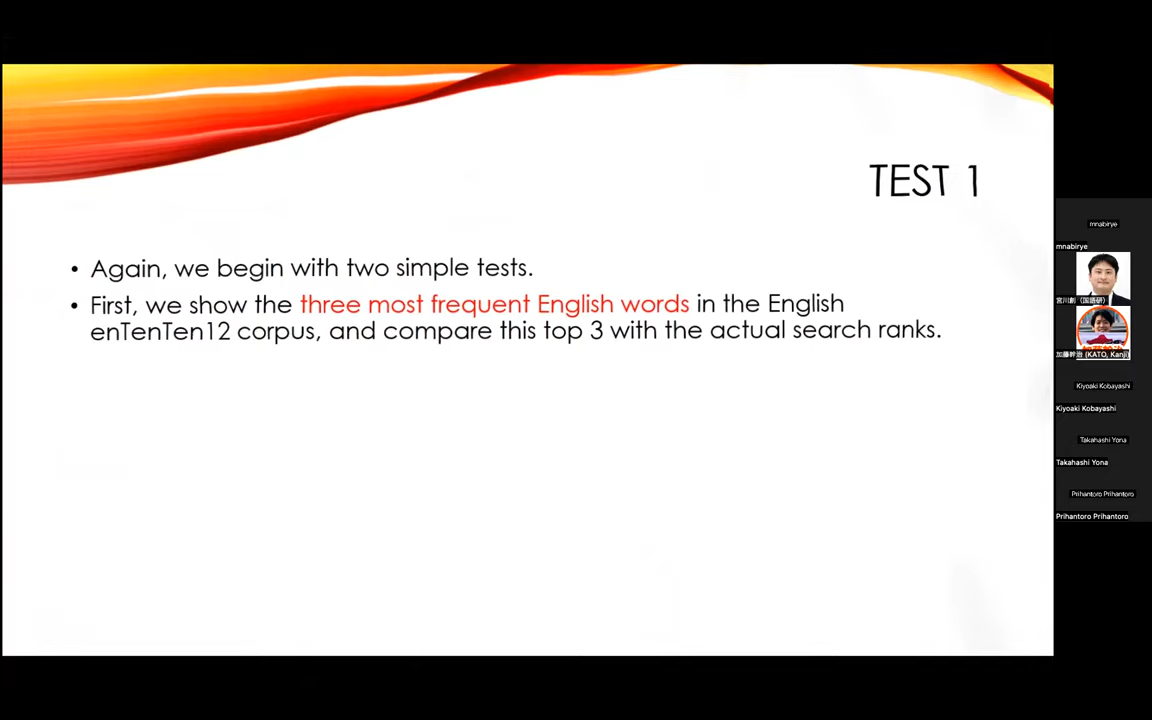 TEST 1
• Again, we begin with two simple tests.
• First, we show the three most frequent English words in the English
enTenTen12 corpus, and compare this top 3 with the actual search ranks.
mnabirye
mnabirye
宮川創（国語研）
加藤幹治 (KATO, Kanji)
Kiyoaki Kobayashi
Kiyoaki Kobayashi
Takahashi Yona
Takahashi Yona
Prihantoro Prihantoro
Prihantoro Prihantoro